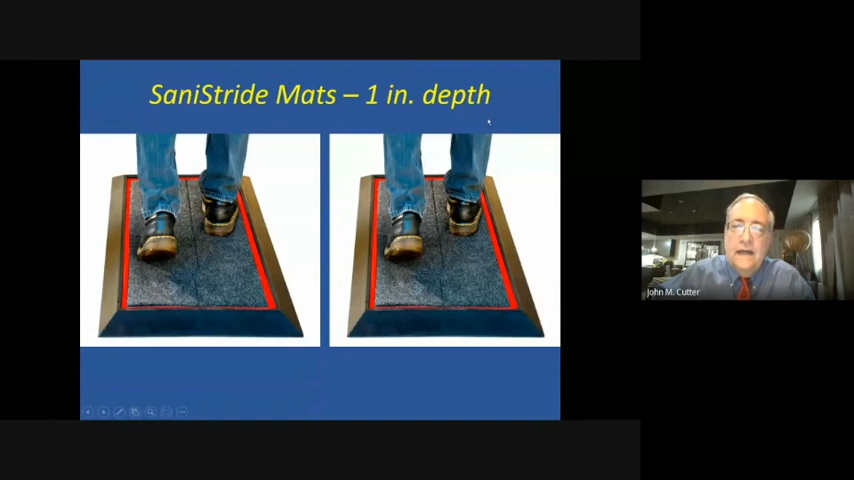 SaniStride Mats – 1 in. depth
John M. Cutter